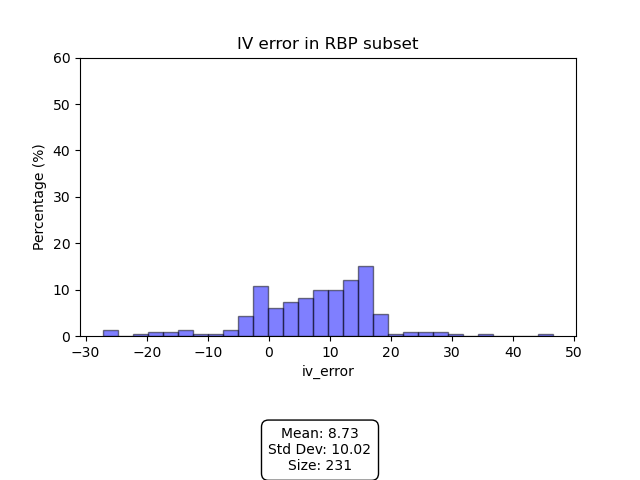 IV error in RBP subset
60
50
40
30
20
10
0
Percentage (%)
−30 −20 −10 0 10 20 30 40 50
iv_error
Mean: 8.73
Std Dev: 10.02
Size: 231